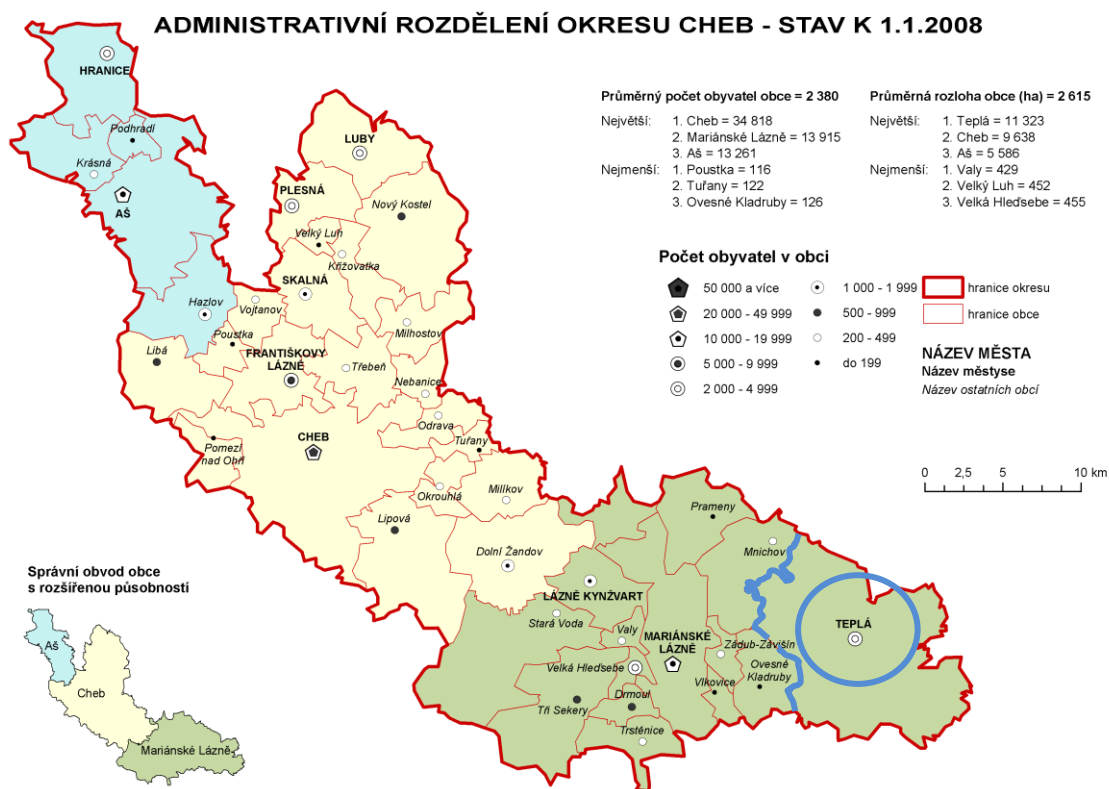 ADMINISTRATIVNÍ ROZDĚLENÍ OKRESU CHEB - STAV K 1.1.2008
Průměrný počet obyvatel obce = 2 380
Největší: 1. Cheb = 34 818
2. Mariánské Lázně = 13 915
3. Aš = 13 261
Nejmenší: 1. Poustka = 116
2. Tuřany = 122
3. Ovesné Kladruby = 126
Průměrná rozloha obce (ha) = 2 615
Největší: 1. Teplá = 11 323
2. Cheb = 9 638
3. Aš = 5 586
Nejmenší: 1. Valy = 429
2. Velký Luh = 452
3. Velká Hleďsebe = 455
Počet obyvatel v obci
50 000 a více
20 000 - 49 999
10 000 - 19 999
5 000 - 9 999
2 000 - 4 999
1 000 - 1 999
500 - 999
200 - 499
do 199
hranice okresu
hranice obce
NÁZEV MĚSTA
Název městyse
Název ostatních obcí
0 2,5 5 10 km
HRANICE
Podhradí
Krásná
AŠ
LUBY
PLESNÁ
Nový Kostel
Velký Luh
Křižovatka
SKALNÁ
Hazlov
Vojtanov
Milhostov
Poustka
Libá
FRANTIŠKOVY
LÁZNĚ
Třebeň
Nebanice
Odrava
Tuřany
CHEB
Pomezí
nad Ohří
Okrouhlá
Milíkov
Lipová
Dolní Žandov
Prameny
Mnichov
LÁZNĚ KYNŽVART
Stará Voda
Valy
MARIÁNSKÉ
LÁZNĚ
Zádub-Závišín
TEPLÁ
Velká Hleďsebe
Ovesné
Kladruby
Vlkovice
Drmoul
Tři Sekery
Trstěnice
Správní obvod obce
s rozšířenou působností
Aš
Cheb
Mariánské Lázně